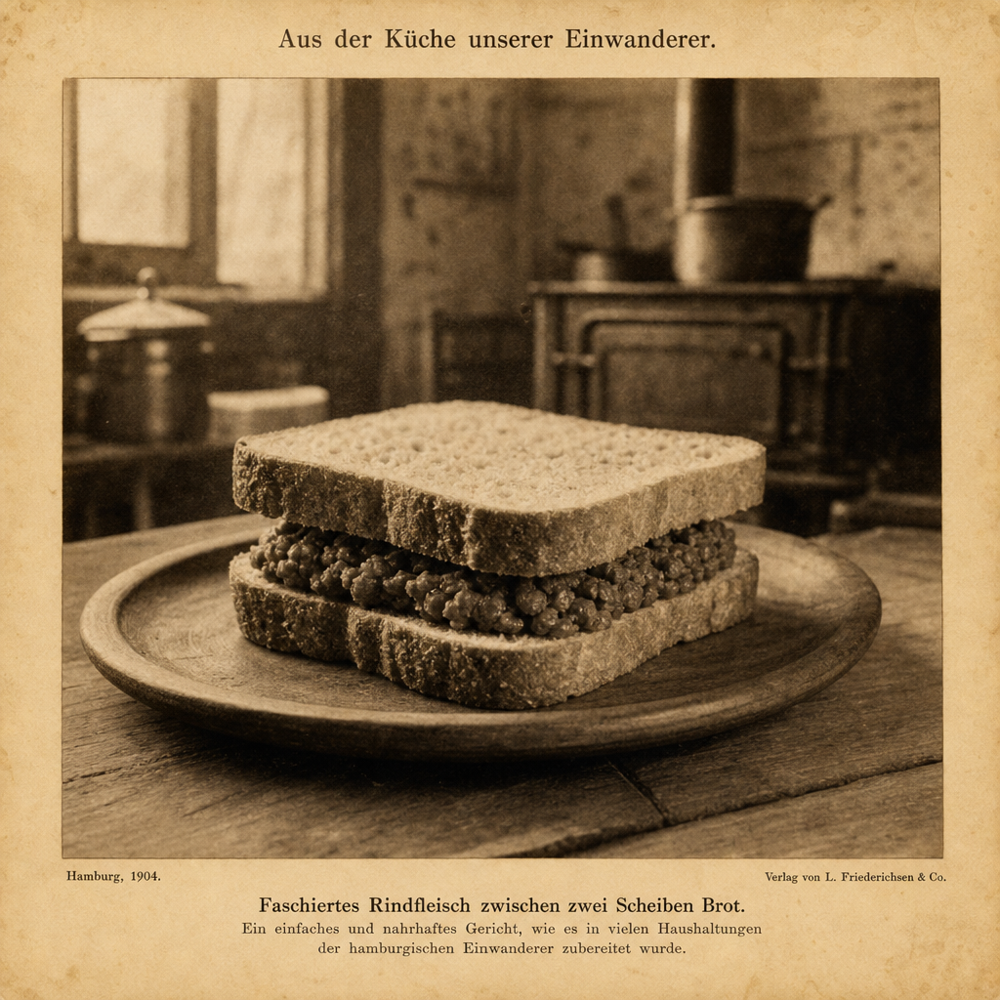 Aus der Küche unserer Einwanderer.
Hamburg, 1904.
Verlag von L. Friederichsen & Co.
Faschiertes Rindfleisch zwischen zwei Scheiben Brot.
Ein einfaches und nahrhaftes Gericht, wie es in vielen Haushaltungen
der hamburgischen Einwanderer zubereitet wurde.